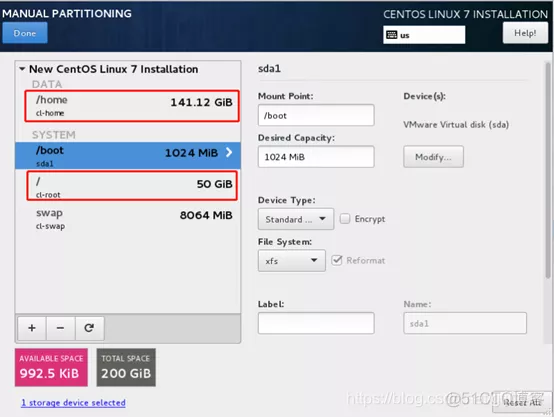 MANUAL PARTITIONING
CENTOS LINUX 7 INSTALLATION
Done
us
Help!
New CentOS Linux 7 Installation
DATA
/home
141.12 GiB
cl-home
SYSTEM
/boot
1024 MiB
sda1
/
50 GiB
cl-root
swap
8064 MiB
cl-swap
+ − 
AVAILABLE SPACE
992.5 KiB
TOTAL SPACE
200 GiB
1 storage device selected
sda1
Mount Point:
/boot
Desired Capacity:
1024 MiB
Device(s):
VMware Virtual disk (sda)
Modify...
Device Type:
Standard ...
Encrypt
File System:
xfs
Reformat
Label:
Name:
sda1
Reset All
https://blog.cs
@51CTO博客